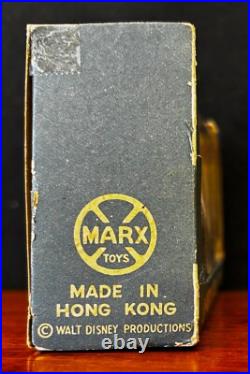 MARX
TOYS
MADE IN
HONG KONG
© WALT DISNEY PRODUCTIONS